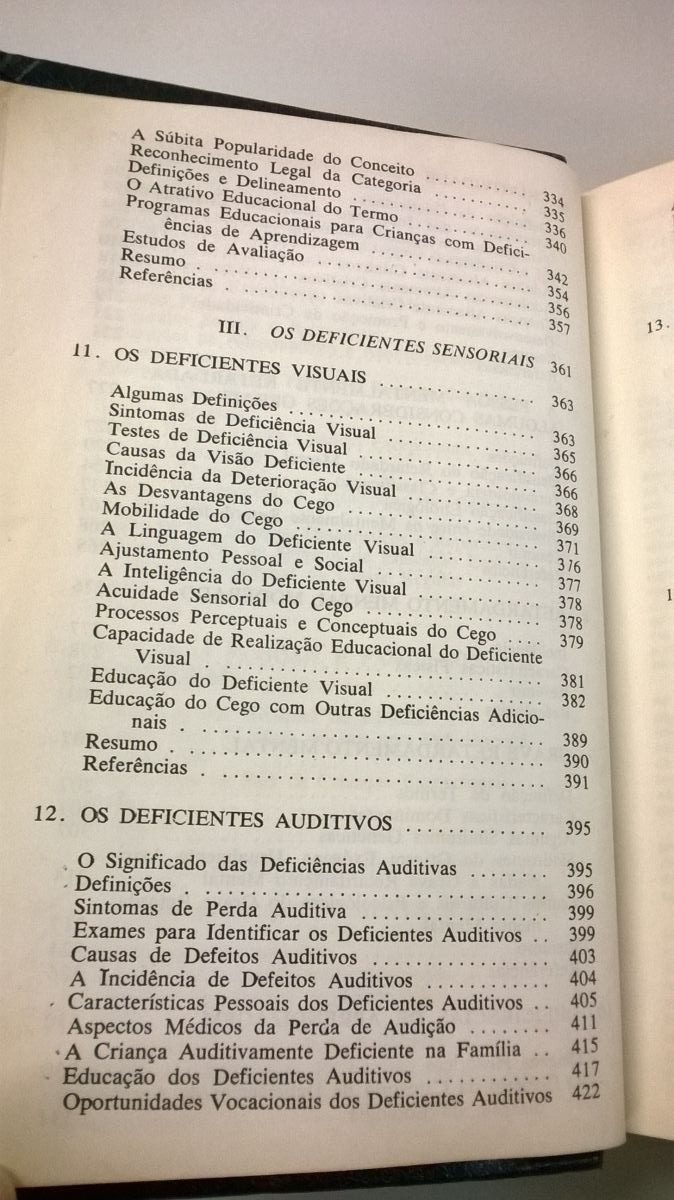 A Súbita Popularidade do Conceito . . . . . . . . . . . 334
Reconhecimento Legal da Categoria . . . . . . . . . . 335
Definições e Delineamento . . . . . . . . . . . . . . . . . 336
O Atrativo Educacional do Termo . . . . . . . . . . . . 340
Programas Educacionais para Crianças com Defici-
ências de Aprendizagem . . . . . . . . . . . . . . . . 342
Estudos de Avaliação . . . . . . . . . . . . . . . . . . . . . 354
Resumo . . . . . . . . . . . . . . . . . . . . . . . . . . . . . . 356
Referências . . . . . . . . . . . . . . . . . . . . . . . . . . . . 357
III. OS DEFICIENTES SENSORIAIS 361
11. OS DEFICIENTES VISUAIS . . . . . . . . . . . . . . . . 363
Algumas Definições . . . . . . . . . . . . . . . . . . . . . . . 363
Sintomas de Deficiência Visual . . . . . . . . . . . . . . 365
Testes de Deficiência Visual . . . . . . . . . . . . . . . . 366
Causas da Visão Deficiente . . . . . . . . . . . . . . . . . 366
Incidência da Deterioração Visual . . . . . . . . . . . . 368
As Desvantagens do Cego . . . . . . . . . . . . . . . . . . 369
Mobilidade do Cego . . . . . . . . . . . . . . . . . . . . . . 371
A Linguagem do Deficiente Visual . . . . . . . . . . . 376
Ajustamento Pessoal e Social . . . . . . . . . . . . . . . 377
A Inteligência do Deficiente Visual . . . . . . . . . . . 378
Acuidade Sensorial do Cego . . . . . . . . . . . . . . . . 378
Processos Perceptuais e Conceptuais do Cego . . . . 379
Capacidade de Realização Educacional do Deficiente
Visual . . . . . . . . . . . . . . . . . . . . . . . . . . . . 381
Educação do Deficiente Visual . . . . . . . . . . . . . . . 382
Educação do Cego com Outras Deficiências Adicio-
nais . . . . . . . . . . . . . . . . . . . . . . . . . . . . . . 389
Resumo . . . . . . . . . . . . . . . . . . . . . . . . . . . . . . . 390
Referências . . . . . . . . . . . . . . . . . . . . . . . . . . . . 391
12. OS DEFICIENTES AUDITIVOS . . . . . . . . . . . . . . 395
O Significado das Deficiências Auditivas . . . . . . . . 395
Definições . . . . . . . . . . . . . . . . . . . . . . . . . . . . . 396
Sintomas de Perda Auditiva . . . . . . . . . . . . . . . . 399
Exames para Identificar os Deficientes Auditivos . . 399
Causas de Defeitos Auditivos . . . . . . . . . . . . . . . 403
A Incidência de Defeitos Auditivos . . . . . . . . . . . 404
Características Pessoais dos Deficientes Auditivos . . 405
Aspectos Médicos da Perda de Audição . . . . . . . . 411
A Criança Auditivamente Deficiente na Família . . 415
Educação dos Deficientes Auditivos . . . . . . . . . . . 417
Oportunidades Vocacionais dos Deficientes Auditivos 422
13.